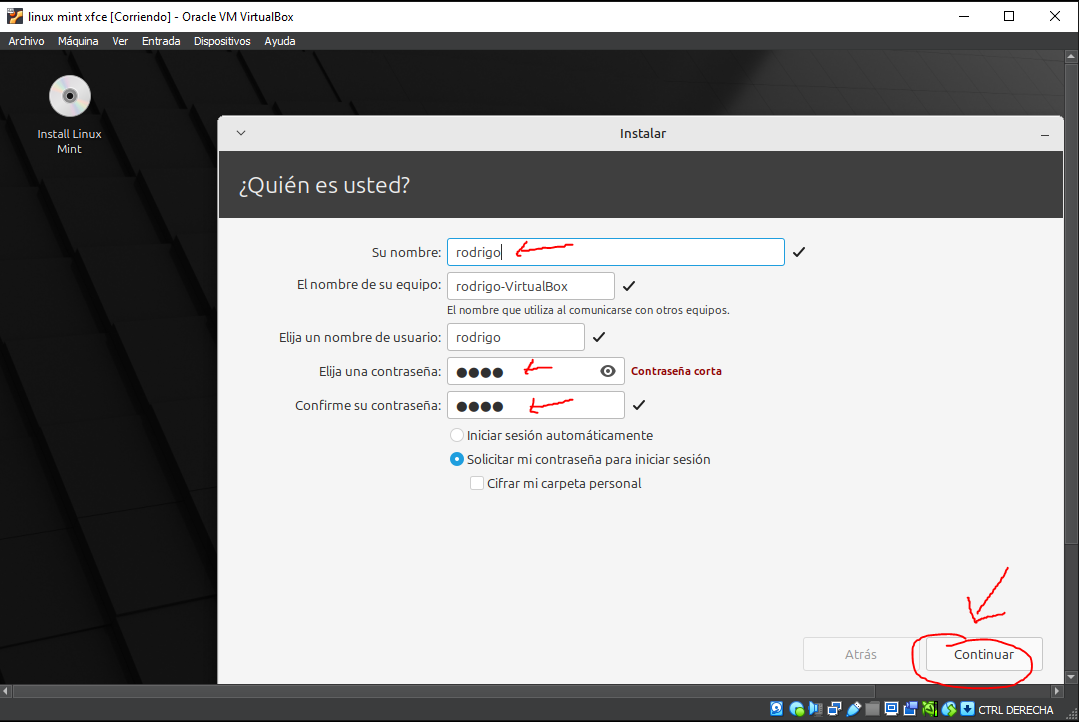 linux mint xfce [Corriendo] - Oracle VM VirtualBox
Archivo Máquina Ver Entrada Dispositivos Ayuda
Install Linux
Mint
Instalar
¿Quién es usted?
Su nombre: rodrigo
El nombre de su equipo: rodrigo-VirtualBox
El nombre que utiliza al comunicarse con otros equipos.
Elija un nombre de usuario: rodrigo
Elija una contraseña: ●●●● Contraseña corta
Confirme su contraseña: ●●●●
Iniciar sesión automáticamente
Solicitar mi contraseña para iniciar sesión
Cifrar mi carpeta personal
Atrás Continuar
CTRL DERECHA